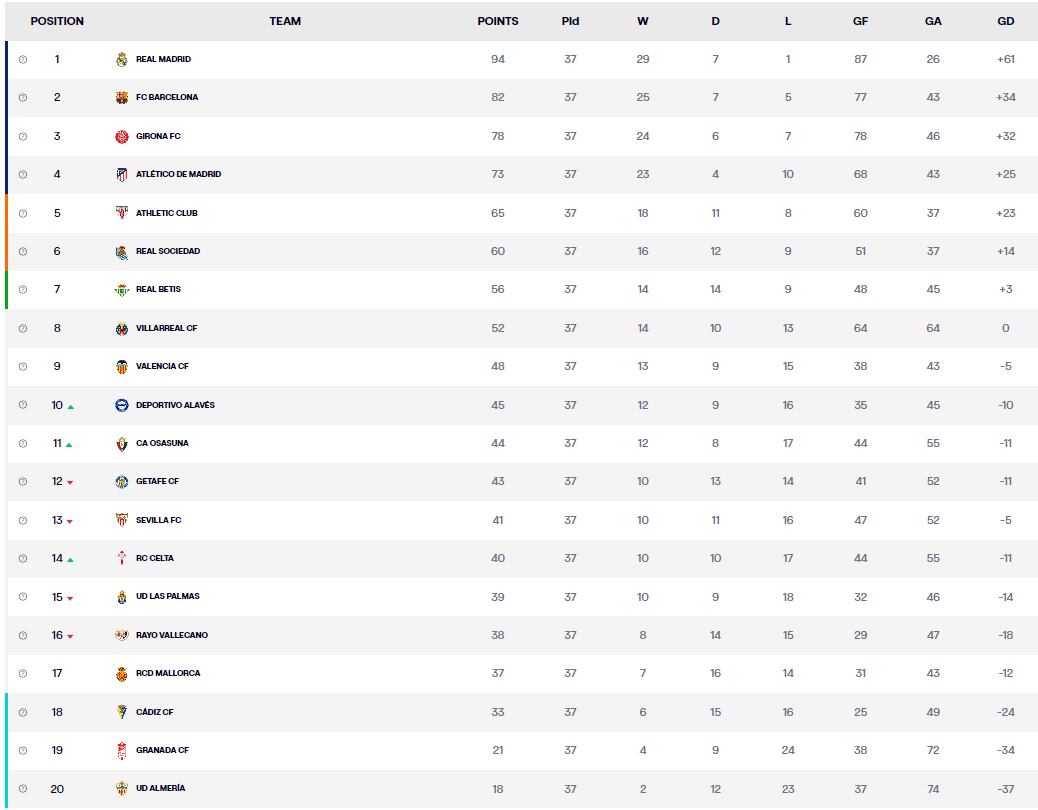 POSITION TEAM POINTS Pld W D L GF GA GD
1 REAL MADRID 94 37 29 7 1 87 26 +61
2 FC BARCELONA 82 37 25 7 5 77 43 +34
3 GIRONA FC 78 37 24 6 7 78 46 +32
4 ATLÉTICO DE MADRID 73 37 23 4 10 68 43 +25
5 ATHLETIC CLUB 65 37 18 11 8 60 37 +23
6 REAL SOCIEDAD 60 37 16 12 9 51 37 +14
7 REAL BETIS 56 37 14 14 9 48 45 +3
8 VILLARREAL CF 52 37 14 10 13 64 64 0
9 VALENCIA CF 48 37 13 9 15 38 43 -5
10 DEPORTIVO ALAVÉS 45 37 12 9 16 35 45 -10
11 CA OSASUNA 44 37 12 8 17 44 55 -11
12 GETAFE CF 43 37 10 13 14 41 52 -11
13 SEVILLA FC 41 37 10 11 16 47 52 -5
14 RC CELTA 40 37 10 10 17 44 55 -11
15 UD LAS PALMAS 39 37 10 9 18 32 46 -14
16 RAYO VALLECANO 38 37 8 14 15 29 47 -18
17 RCD MALLORCA 37 37 7 16 14 31 43 -12
18 CÁDIZ CF 33 37 6 15 16 25 49 -24
19 GRANADA CF 21 37 4 9 24 38 72 -34
20 UD ALMERÍA 18 37 2 12 23 37 74 -37